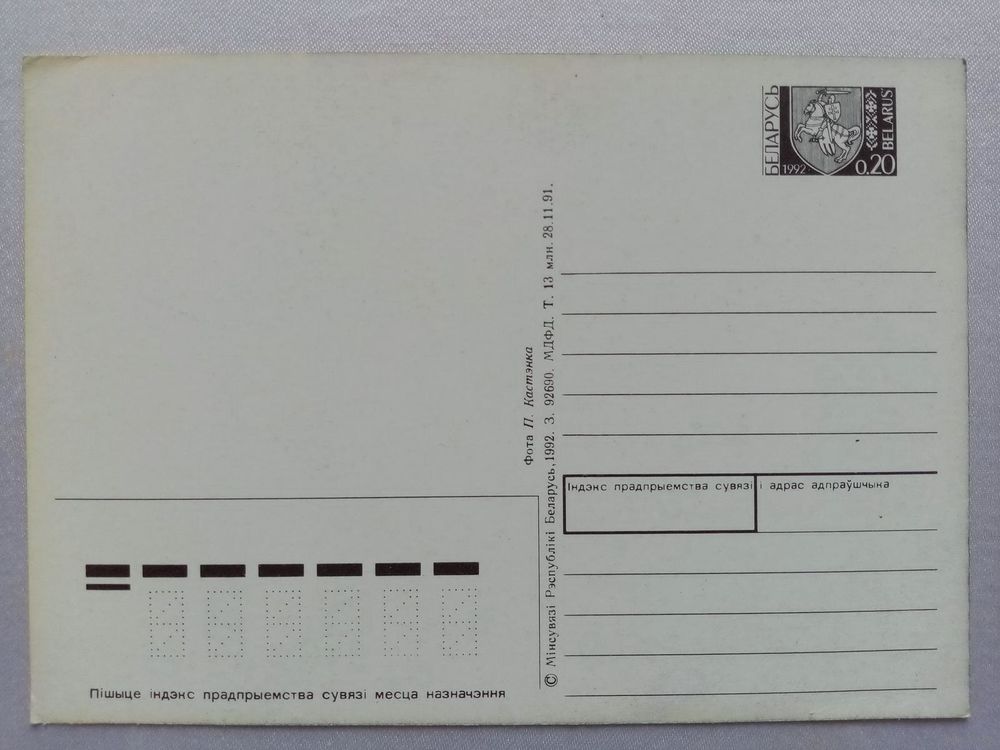 БЕЛАРУСЬ
1992
0.20
BELARUS
Фота П. Кастэнка
© Мінсувязі Рэспублікі Беларусь, 1992. З. 92690. МДФД. Т. 13 млн. 28.11.91.
Індэкс прадпрыемства сувязі і адрас адпраўшчыка
Пішыце індэкс прадпрыемства сувязі месца назначэння